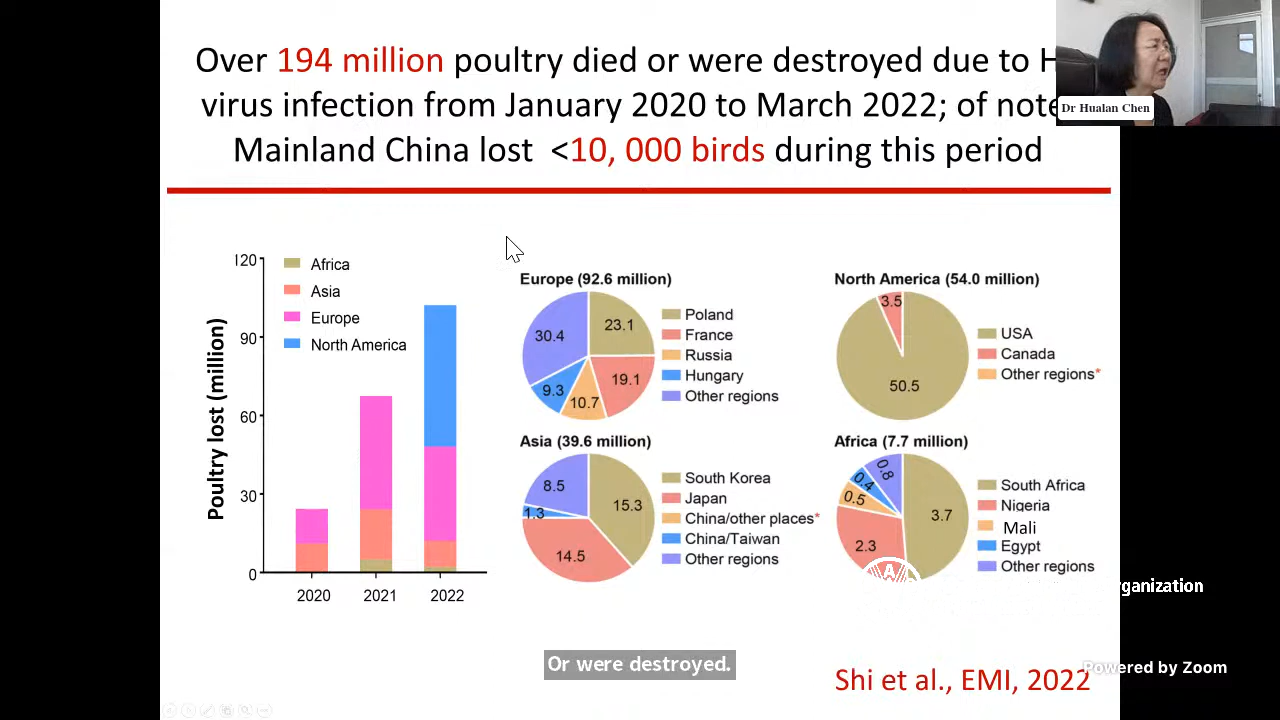 Over 194 million poultry died or were destroyed due to H
virus infection from January 2020 to March 2022; of note
Mainland China lost <10, 000 birds during this period
Dr Hualan Chen
Poultry lost (million)
120
90
60
30
0
Africa
Asia
Europe
North America
2020
2021
2022
Europe (92.6 million)
30.4
23.1
19.1
10.7
9.3
Poland
France
Russia
Hungary
Other regions
North America (54.0 million)
3.5
50.5
USA
Canada
Other regions*
Asia (39.6 million)
8.5
15.3
1.3
14.5
South Korea
Japan
China/other places*
China/Taiwan
Other regions
Africa (7.7 million)
0.8
0.4
0.5
3.7
2.3
South Africa
Nigeria
Mali
Egypt
Other regions
A
rganization
Or were destroyed.
Shi et al., EMI, 2022
Powered by Zoom